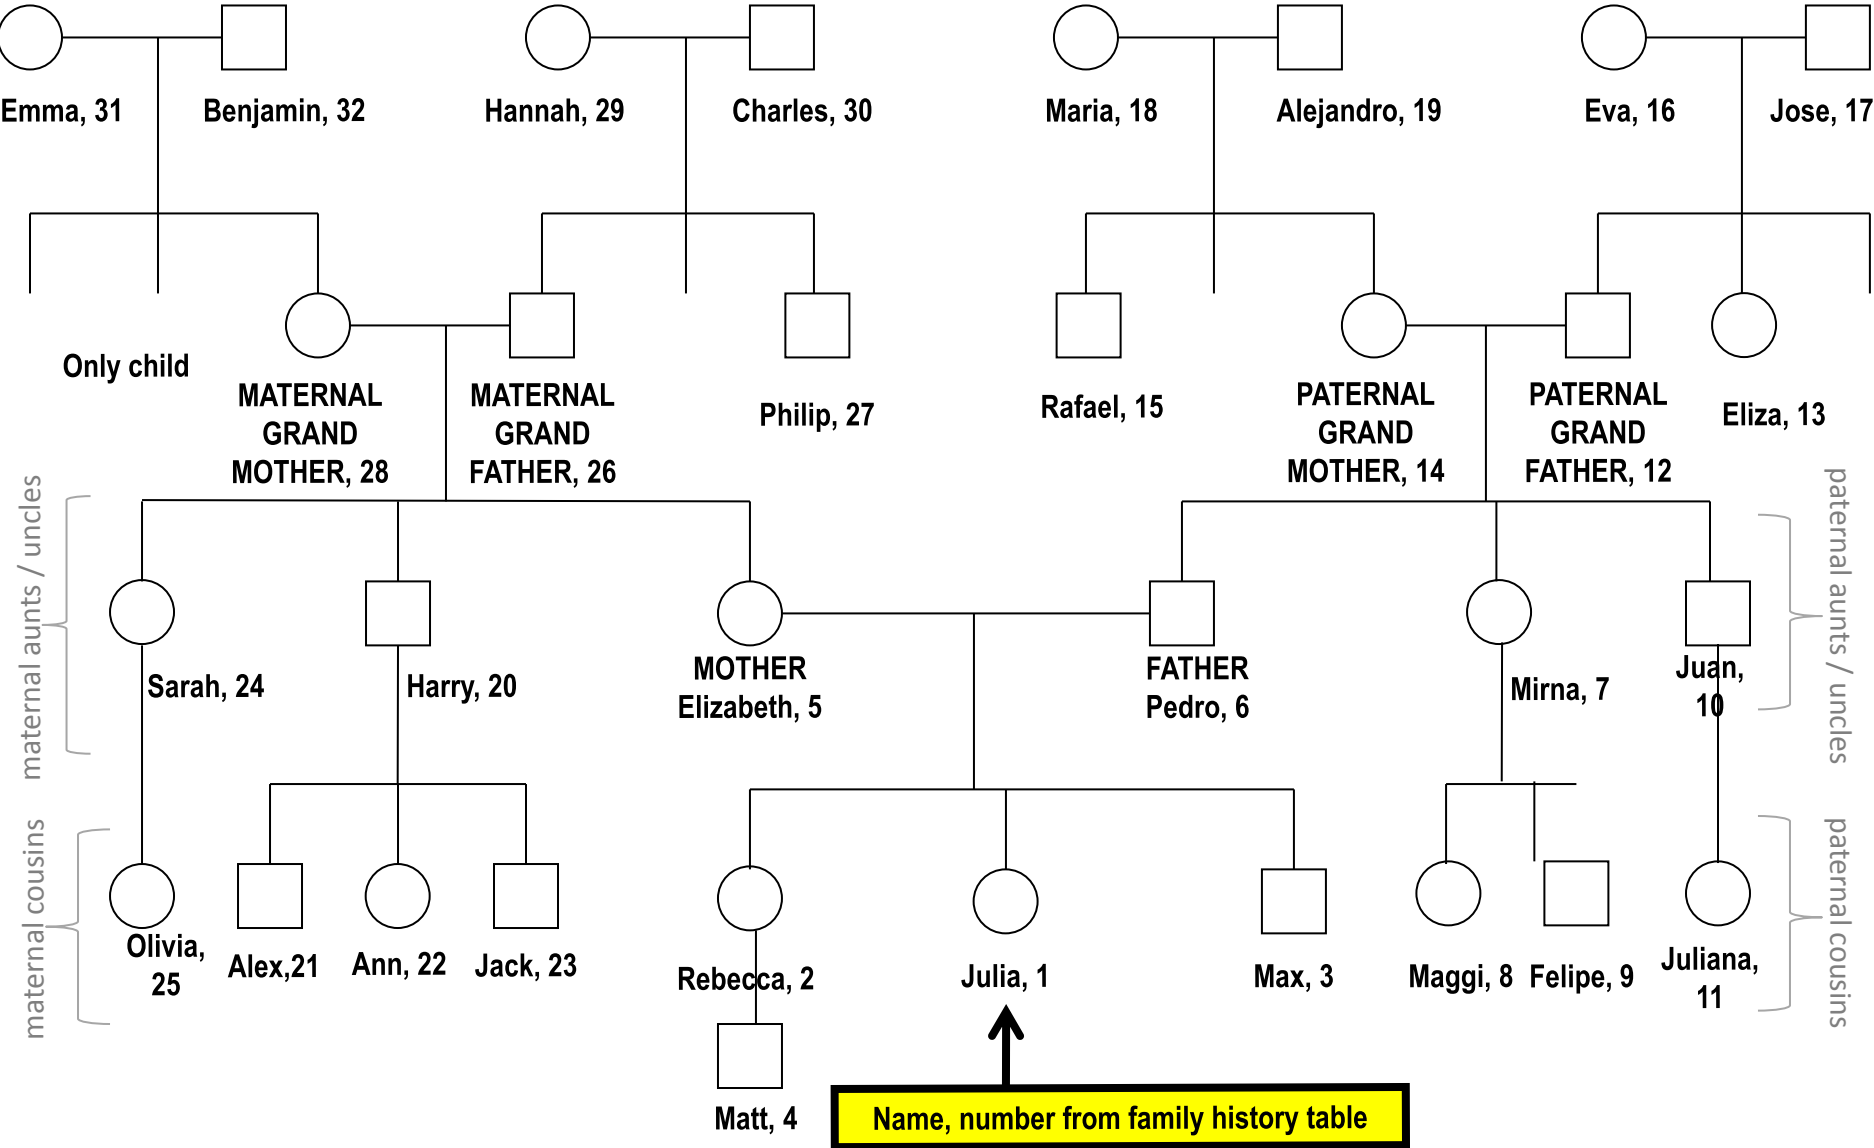 Emma, 31
Benjamin, 32
Hannah, 29
Charles, 30
Maria, 18
Alejandro, 19
Eva, 16
Jose, 17
Only child
MATERNAL
GRAND
MOTHER, 28
MATERNAL
GRAND
FATHER, 26
Philip, 27
Rafael, 15
PATERNAL
GRAND
MOTHER, 14
PATERNAL
GRAND
FATHER, 12
Eliza, 13
maternal aunts / uncles
paternal aunts / uncles
Sarah, 24
Harry, 20
MOTHER
Elizabeth, 5
FATHER
Pedro, 6
Mirna, 7
Juan,
10
maternal cousins
paternal cousins
Olivia,
25
Alex,21
Ann, 22
Jack, 23
Rebecca, 2
Julia, 1
Max, 3
Maggi, 8
Felipe, 9
Juliana,
11
Matt, 4
Name, number from family history table